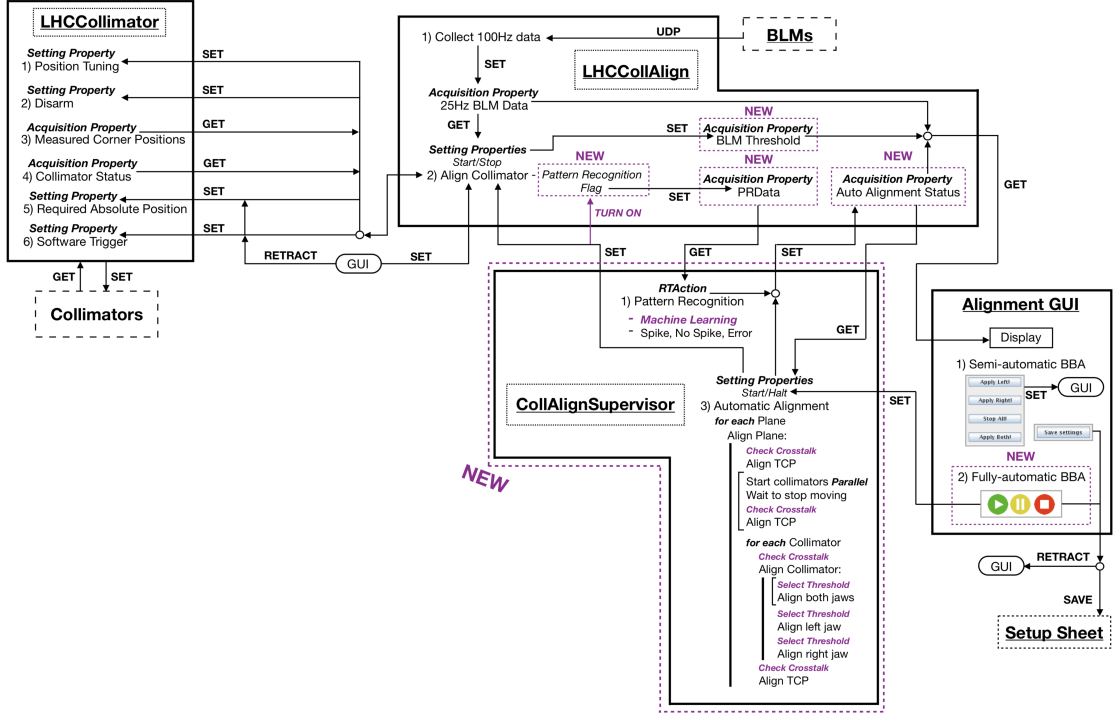 LHCCollimator
Setting Property
1) Position Tuning
SET
Setting Property
2) Disarm
SET
Acquisition Property
3) Measured Corner Positions
GET
Acquisition Property
4) Collimator Status
GET
Setting Property
5) Required Absolute Position
SET
Setting Property
6) Software Trigger
SET
GET
SET
Collimators
RETRACT
GUI
SET
1) Collect 100Hz data
UDP
BLMs
SET
LHCCollAlign
Acquisition Property
25Hz BLM Data
GET
Setting Properties
Start/Stop
2) Align Collimator -
NEW
Pattern Recognition
Flag
TURN ON
SET
NEW
Acquisition Property
BLM Threshold
NEW
Acquisition Property
PRData
SET
NEW
Acquisition Property
Auto Alignment Status
GET
SET
GET
SET
RTAction
1) Pattern Recognition
- Machine Learning
- Spike, No Spike, Error
GET
CollAlignSupervisor
NEW
Setting Properties
Start/Halt
3) Automatic Alignment
SET
for each Plane
Align Plane:
Check Crosstalk
Align TCP
Start collimators Parallel
Wait to stop moving
Check Crosstalk
Align TCP
for each Collimator
Check Crosstalk
Align Collimator:
Select Threshold
Align both jaws
Select Threshold
Align left jaw
Select Threshold
Align right jaw
Check Crosstalk
Align TCP
Alignment GUI
Display
1) Semi-automatic BBA
Apply Left!
Apply Right!
Stop All!
Apply Both!
SET
GUI
Save settings
NEW
2) Fully-automatic BBA
RETRACT
GUI
SAVE
Setup Sheet